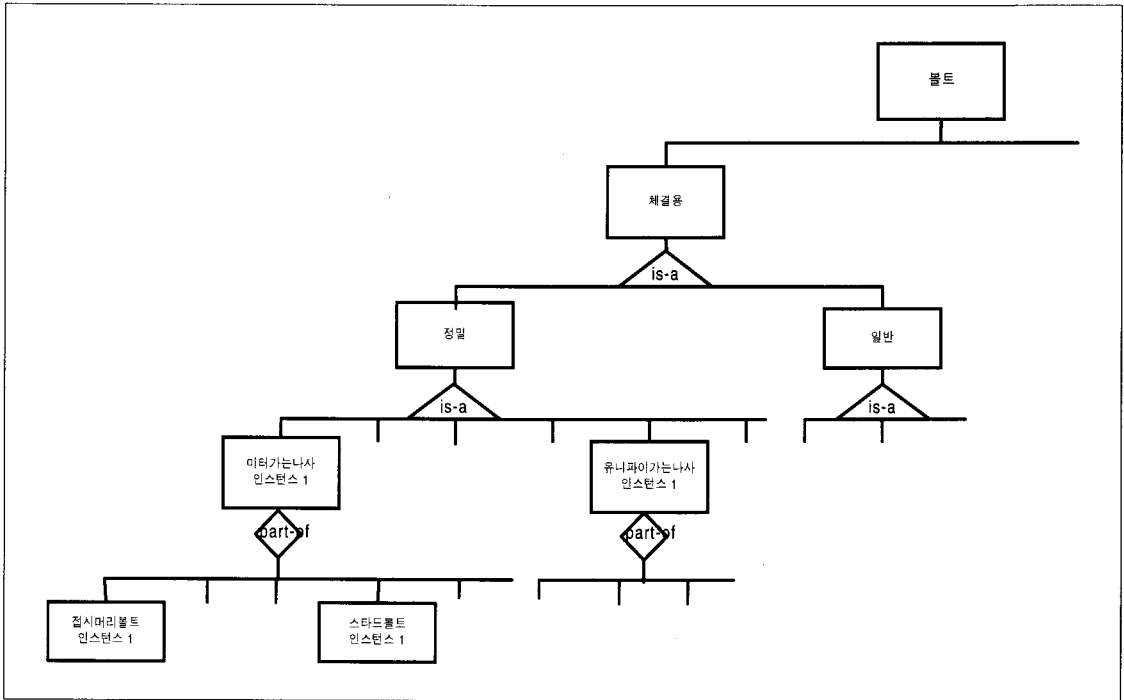 볼트
체결용
is-a
정밀
일반
is-a
is-a
미터가는나사
인스턴스 1
유니파이가는나사
인스턴스 1
part-of
part-of
접시머리볼트
인스턴스 1
스타드볼트
인스턴스 1